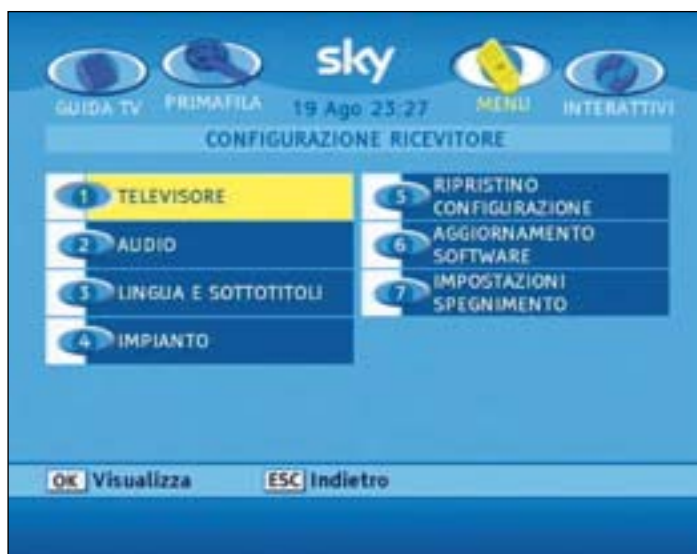 sky
GUIDA TV PRIMAFILA 19 Ago 23:27 MENU INTERATTIVI
CONFIGURAZIONE RICEVITORE
1 TELEVISORE
2 AUDIO
3 LINGUA E SOTTOTITOLI
4 IMPIANTO
5 RIPRISTINO
CONFIGURAZIONE
6 AGGIORNAMENTO
SOFTWARE
7 IMPOSTAZIONI
SPEGNIMENTO
OK Visualizza ESC Indietro